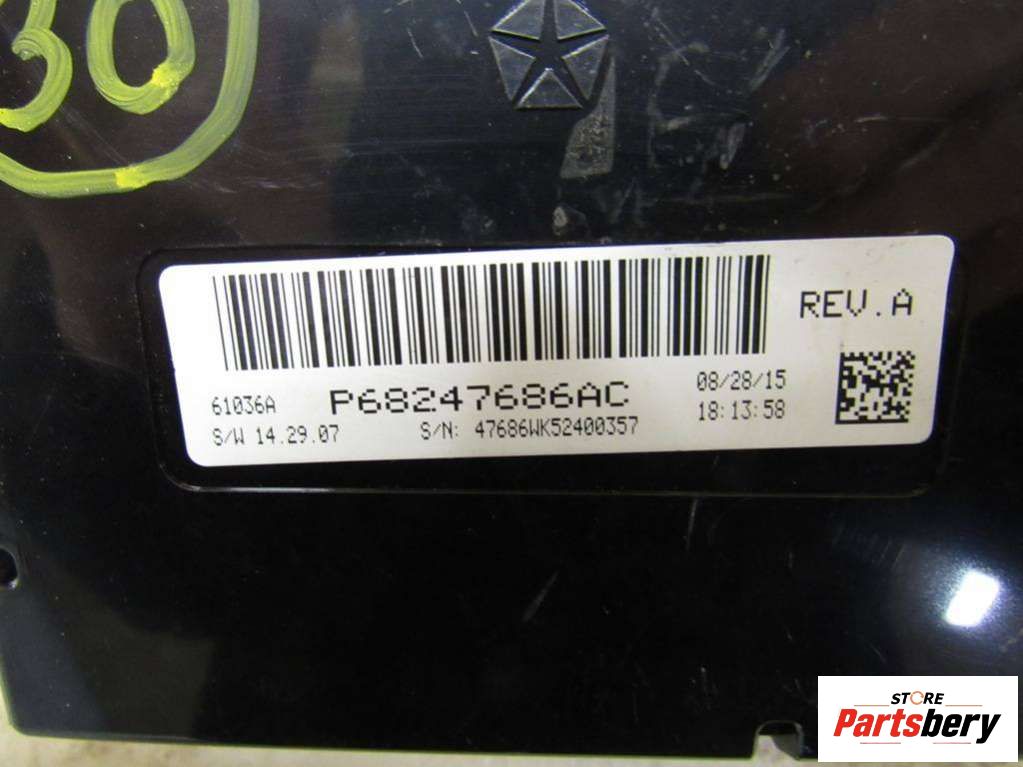 30
REV.A
61036A P68247686AC 08/28/15
S/W 14.29.07 S/N: 47686WK52400357 18:13:58
STORE
Partsbery